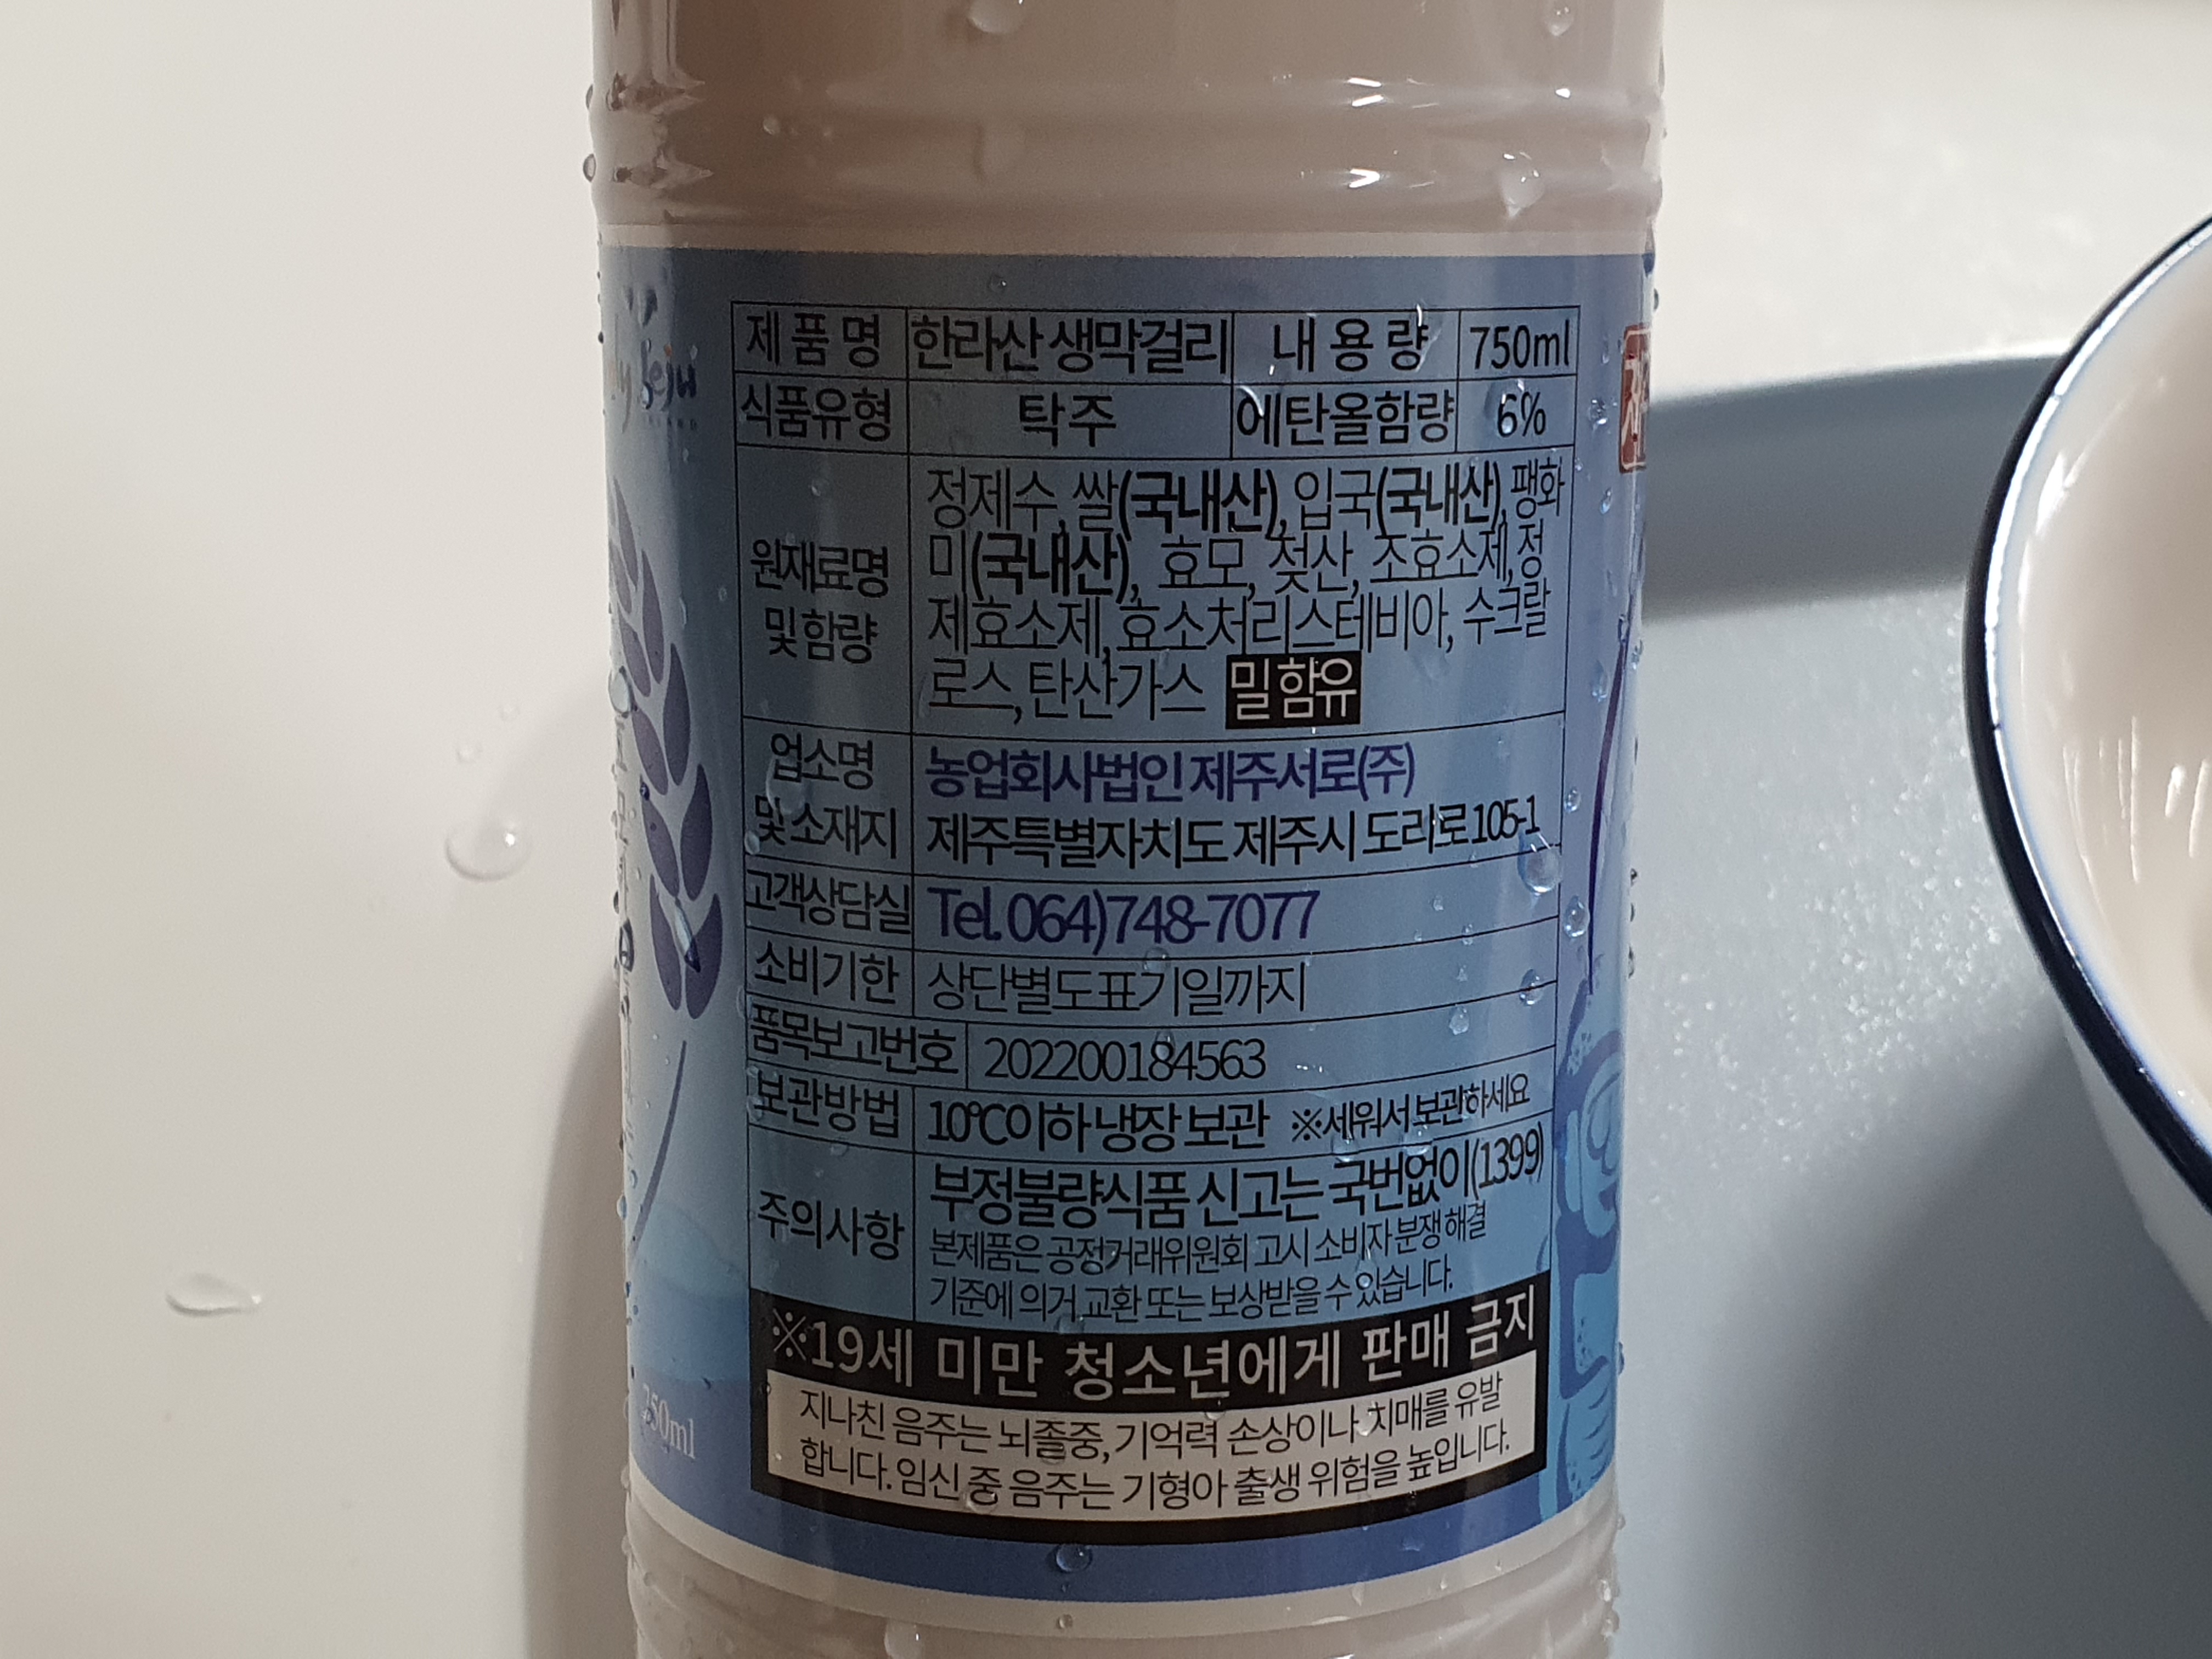 제 품 명 한라산 생막걸리 내 용 량 750ml
식품유형 탁 주 에탄올함량 6%
원재료명
및 함량
정제수, 쌀(국내산), 입국(국내산), 팽화
미(국내산), 효모, 젖산, 조효소제, 정
제효소제, 효소처리스테비아, 수크랄
로스, 탄산가스 밀 함유
업소명
및 소재지
농업회사법인 제주서로(주)
제주특별자치도 제주시 도리로 105-1
고객상담실 Tel. 064)748-7077
소비기한 상단별도표기일까지
품목보고번호 202200184563
보관방법 10℃이하 냉장 보관 ※세워서 보관하세요
주의사항
부정불량식품 신고는 국번없이(1399)
본제품은 공정거래위원회 고시 소비자 분쟁 해결
기준에 의거 교환 또는 보상받을 수 있습니다.
※19세 미만 청소년에게 판매 금지
지나친 음주는 뇌졸중, 기억력 손상이나 치매를 유발
합니다. 임신 중 음주는 기형아 출생 위험을 높입니다.
Jeju
750ml